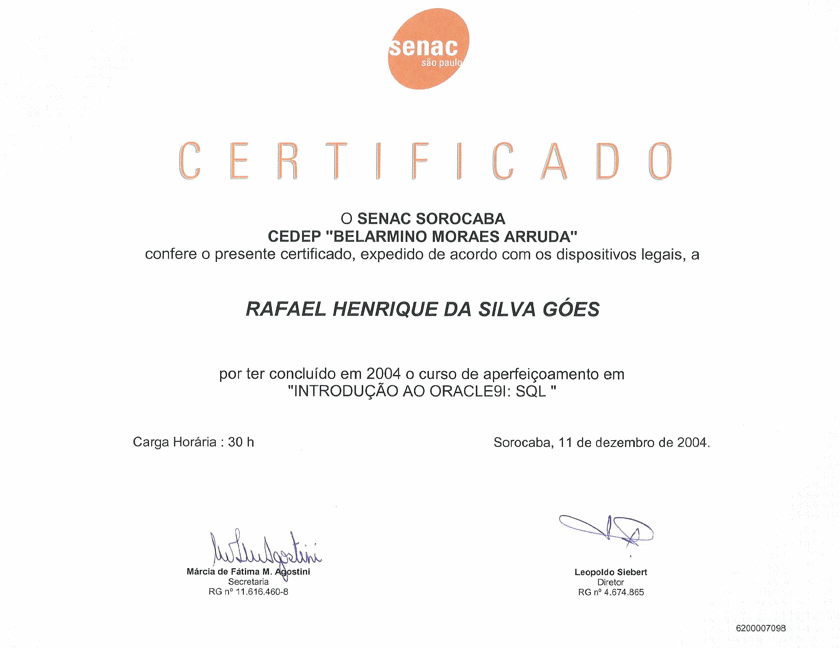 senac
são paulo
CERTIFICADO
O SENAC SOROCABA
CEDEP "BELARMINO MORAES ARRUDA"
confere o presente certificado, expedido de acordo com os dispositivos legais, a
RAFAEL HENRIQUE DA SILVA GÓES
por ter concluído em 2004 o curso de aperfeiçoamento em
"INTRODUÇÃO AO ORACLE9I: SQL "
Carga Horária : 30 h
Sorocaba, 11 de dezembro de 2004.
Márcia de Fátima M. Agostini
Secretaria
RG nº 11.616.460-8
Leopoldo Siebert
Diretor
RG nº 4.674.865
6200007098